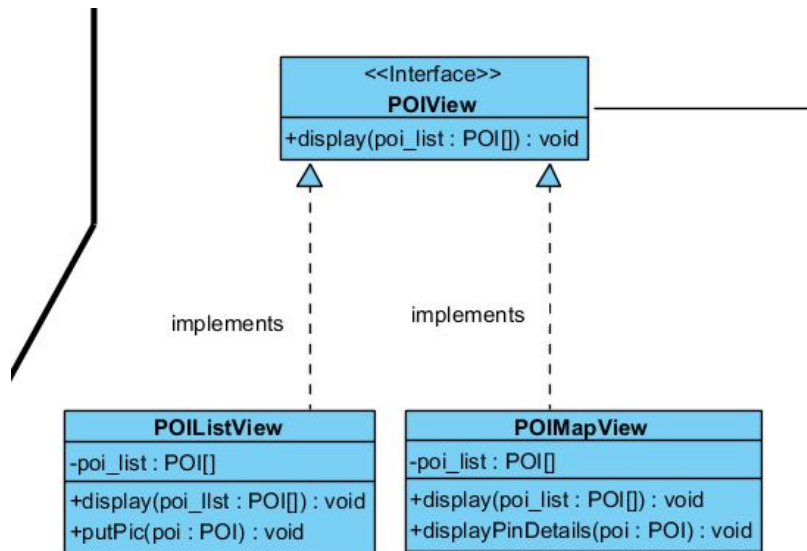 <<Interface>>
POIView
+display(poi_list : POI[]) : void
implements
implements
POIListView
-poi_list : POI[]
+display(poi_list : POI[]) : void
+putPic(poi : POI) : void
POIMapView
-poi_list : POI[]
+display(poi_list : POI[]) : void
+displayPinDetails(poi : POI) : void